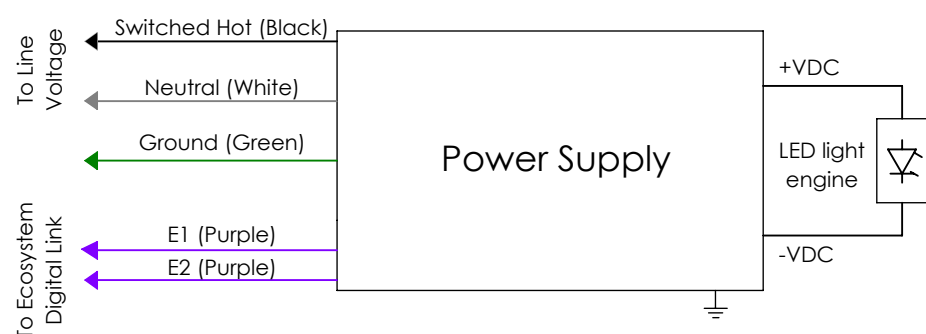 To Line
Voltage
Switched Hot (Black)
Neutral (White)
Ground (Green)
To Ecosystem
Digital Link
E1 (Purple)
E2 (Purple)
Power Supply
+VDC
LED light
engine
-VDC